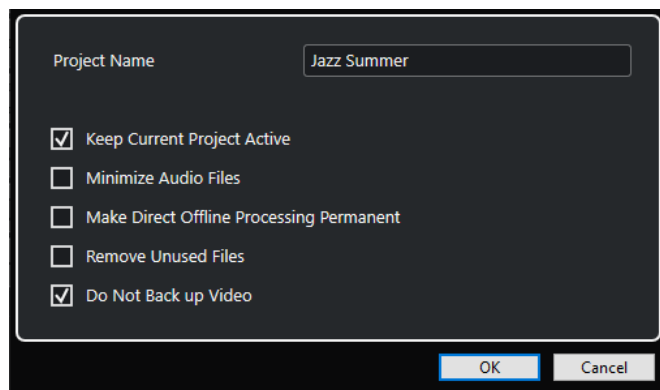 Project Name
Jazz Summer
Keep Current Project Active
Minimize Audio Files
Make Direct Offline Processing Permanent
Remove Unused Files
Do Not Back up Video
OK
Cancel